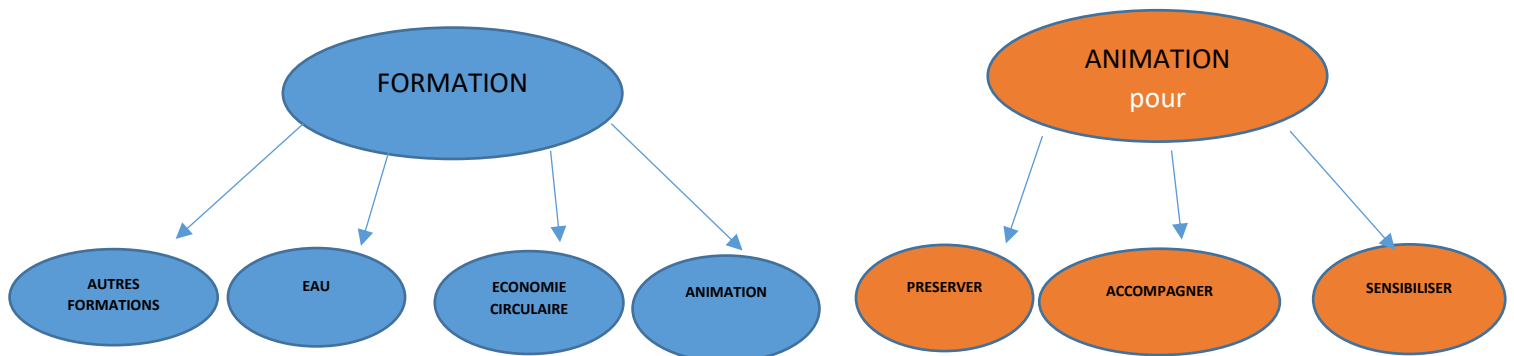 FORMATION
ANIMATION
pour
AUTRES
FORMATIONS
EAU
ECONOMIE
CIRCULAIRE
ANIMATION
PRESERVER
ACCOMPAGNER
SENSIBILISER